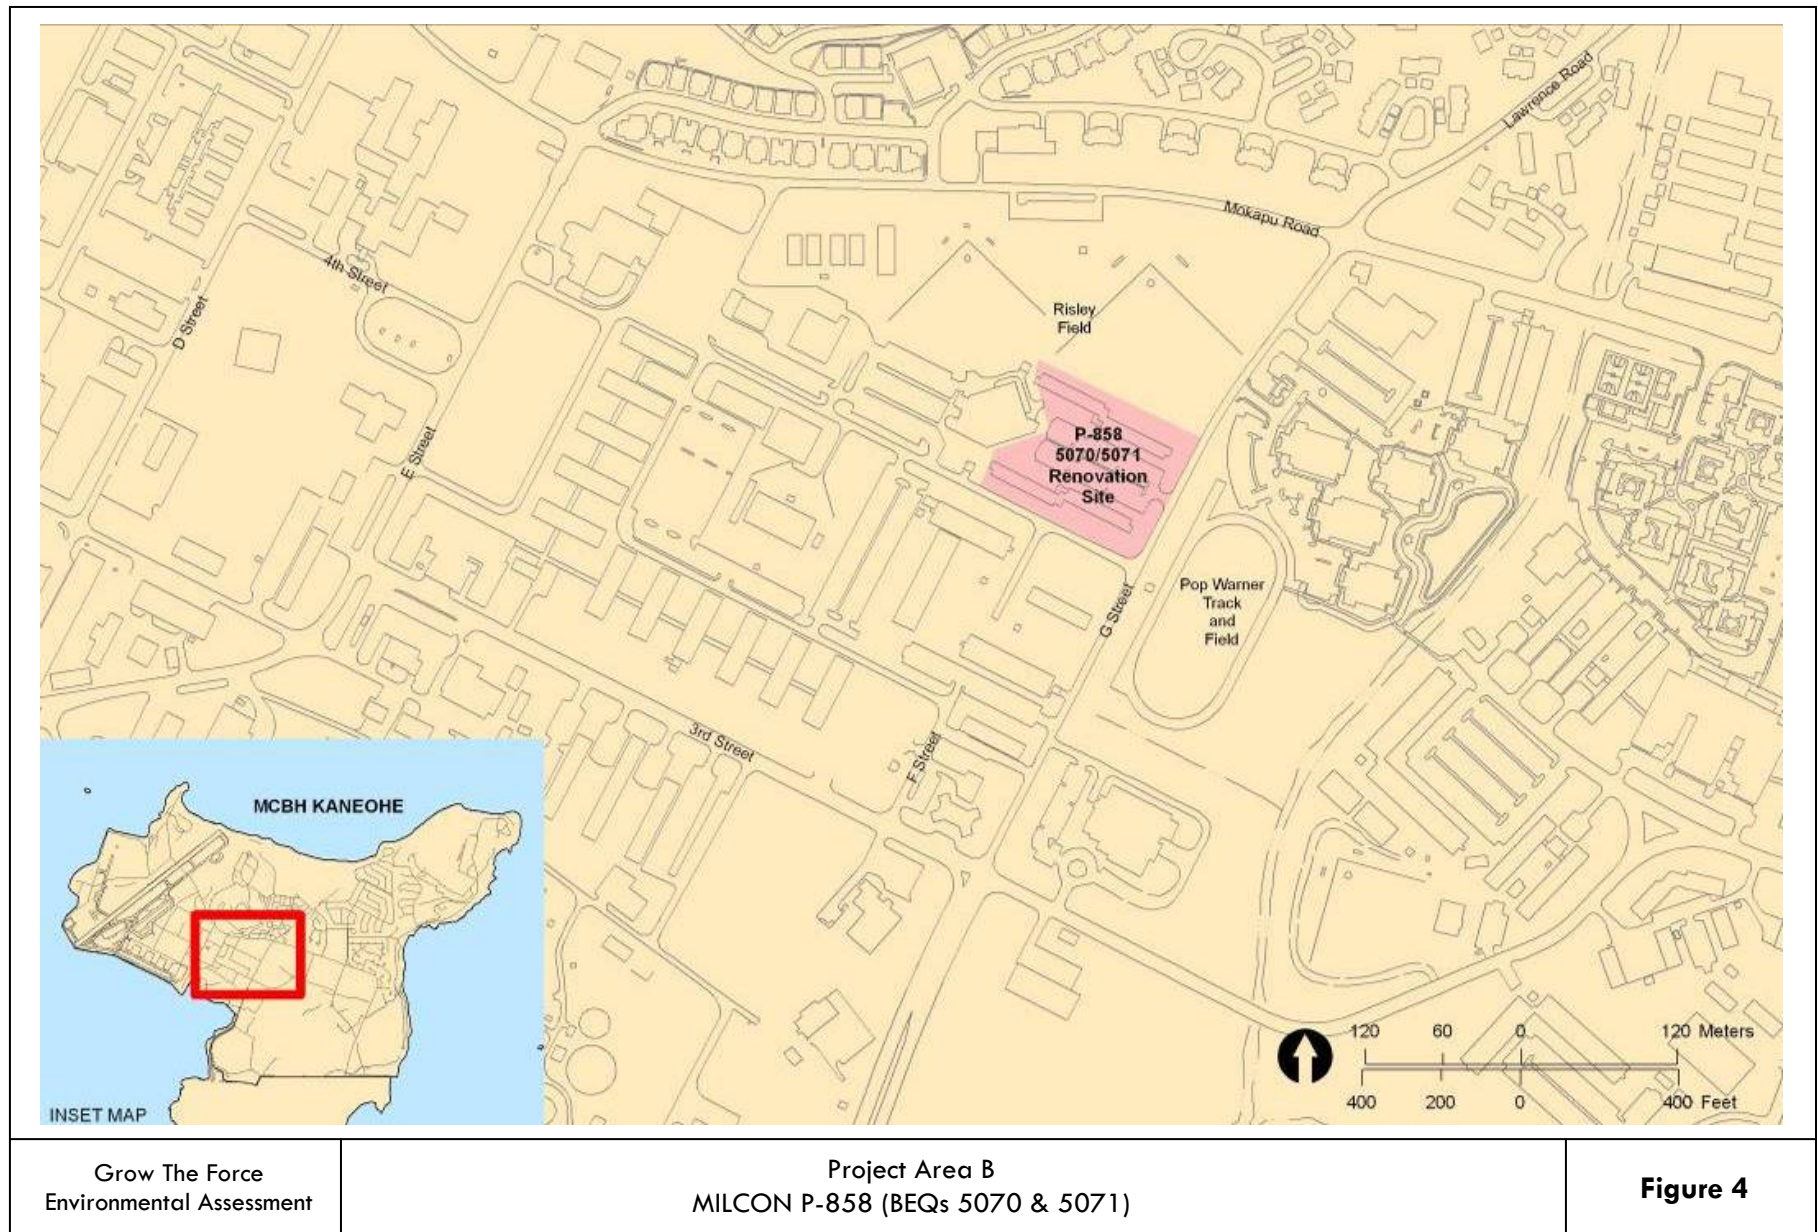 Lawrence Road
Mokapu Road
4th Street
D Street
Risley
Field
E Street
P-858
5070/5071
Renovation
Site
Pop Warner
Track
and
Field
G Street
3rd Street
F Street
MCBH KANEOHE
INSET MAP
120 60 0 120 Meters
400 200 0 400 Feet
Grow The Force
Environmental Assessment
Project Area B
MILCON P-858 (BEQs 5070 & 5071)
Figure 4